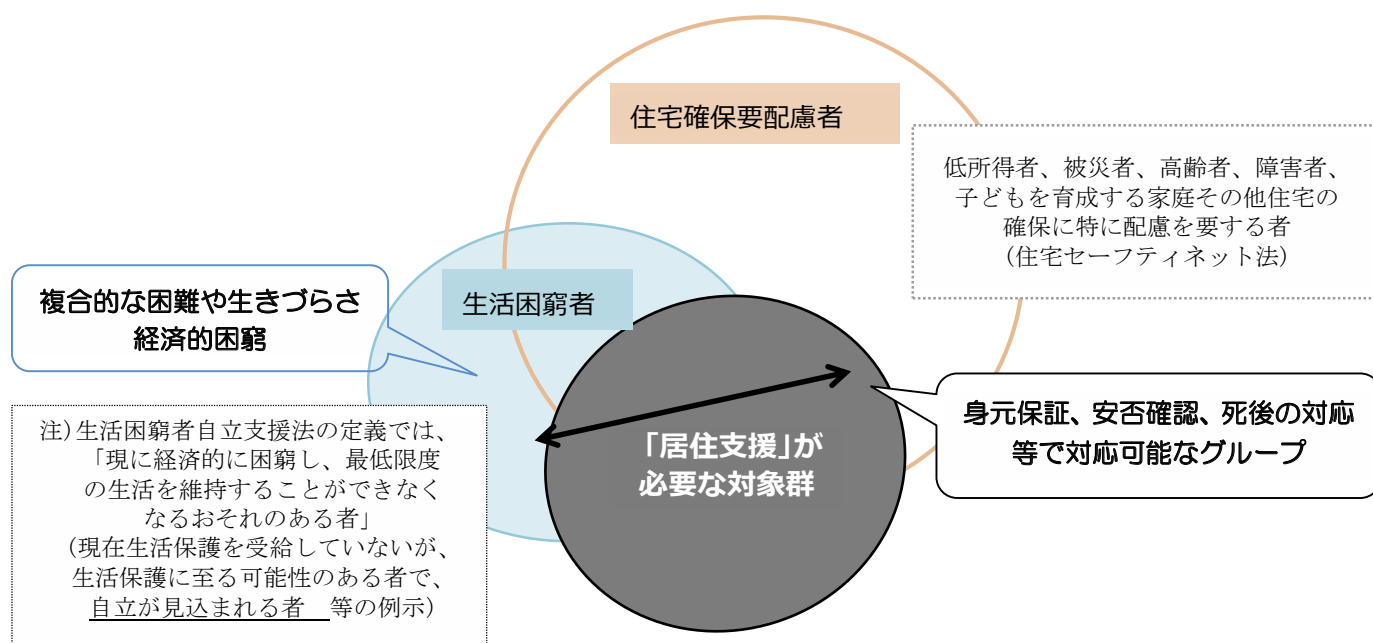 住宅確保要配慮者
低所得者、被災者、高齢者、障害者、
子どもを育成する家庭その他住宅の
確保に特に配慮を要する者
（住宅セーフティネット法）
複合的な困難や生きづらさ
経済的困窮
生活困窮者
身元保証、安否確認、死後の対応
等で対応可能なグループ
「居住支援」が
必要な対象群
注）生活困窮者自立支援法の定義では、
「現に経済的に困窮し、最低限度
の生活を維持することができなく
なるおそれのある者」
（現在生活保護を受給していないが、
生活保護に至る可能性のある者で、
自立が見込まれる者　等の例示）